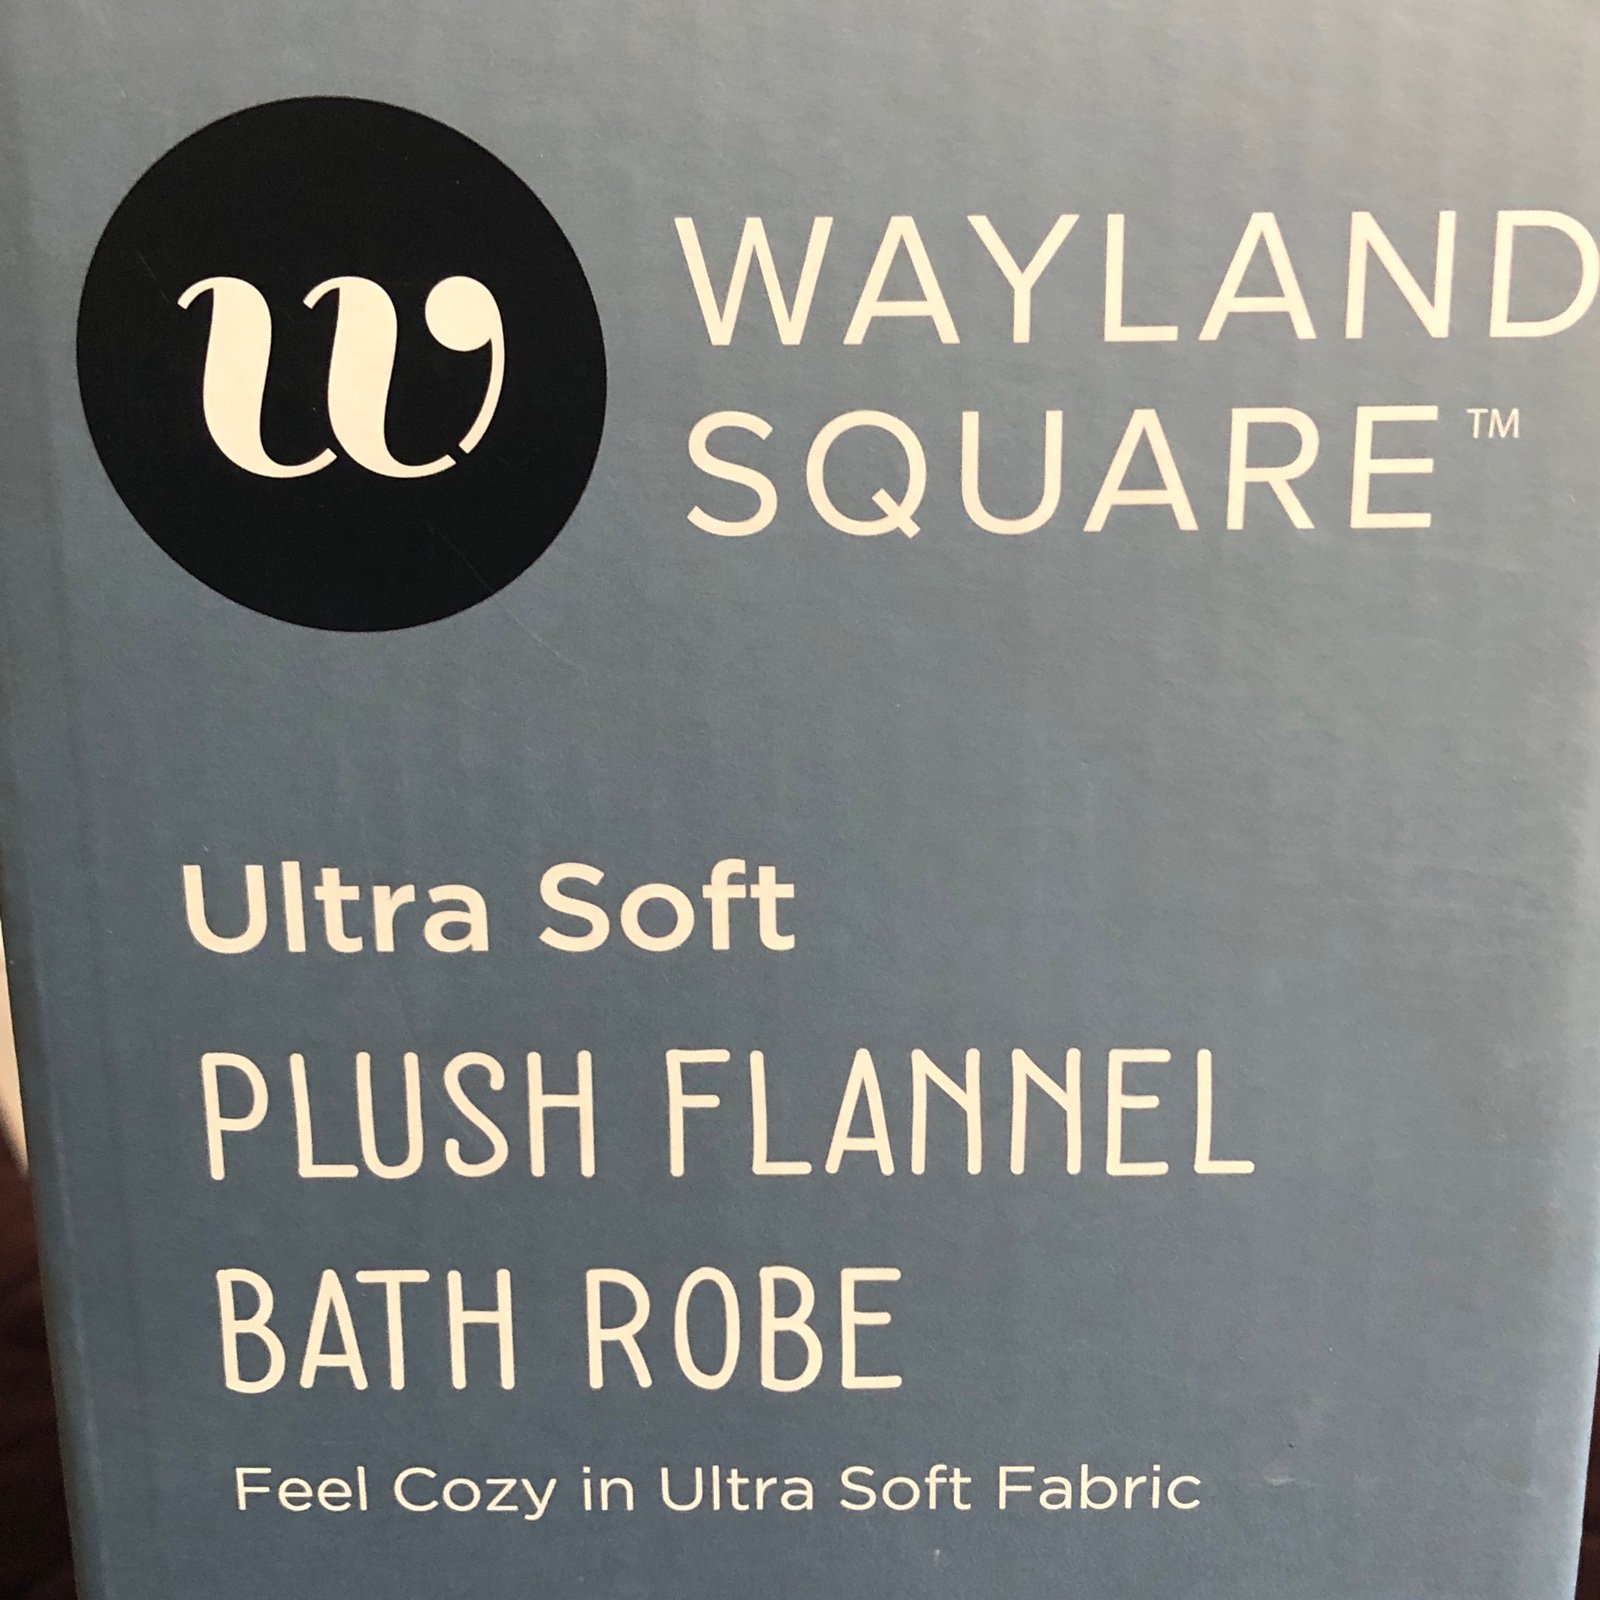 w
WAYLAND
SQUARE™
Ultra Soft
PLUSH FLANNEL
BATH ROBE
Feel Cozy in Ultra Soft Fabric